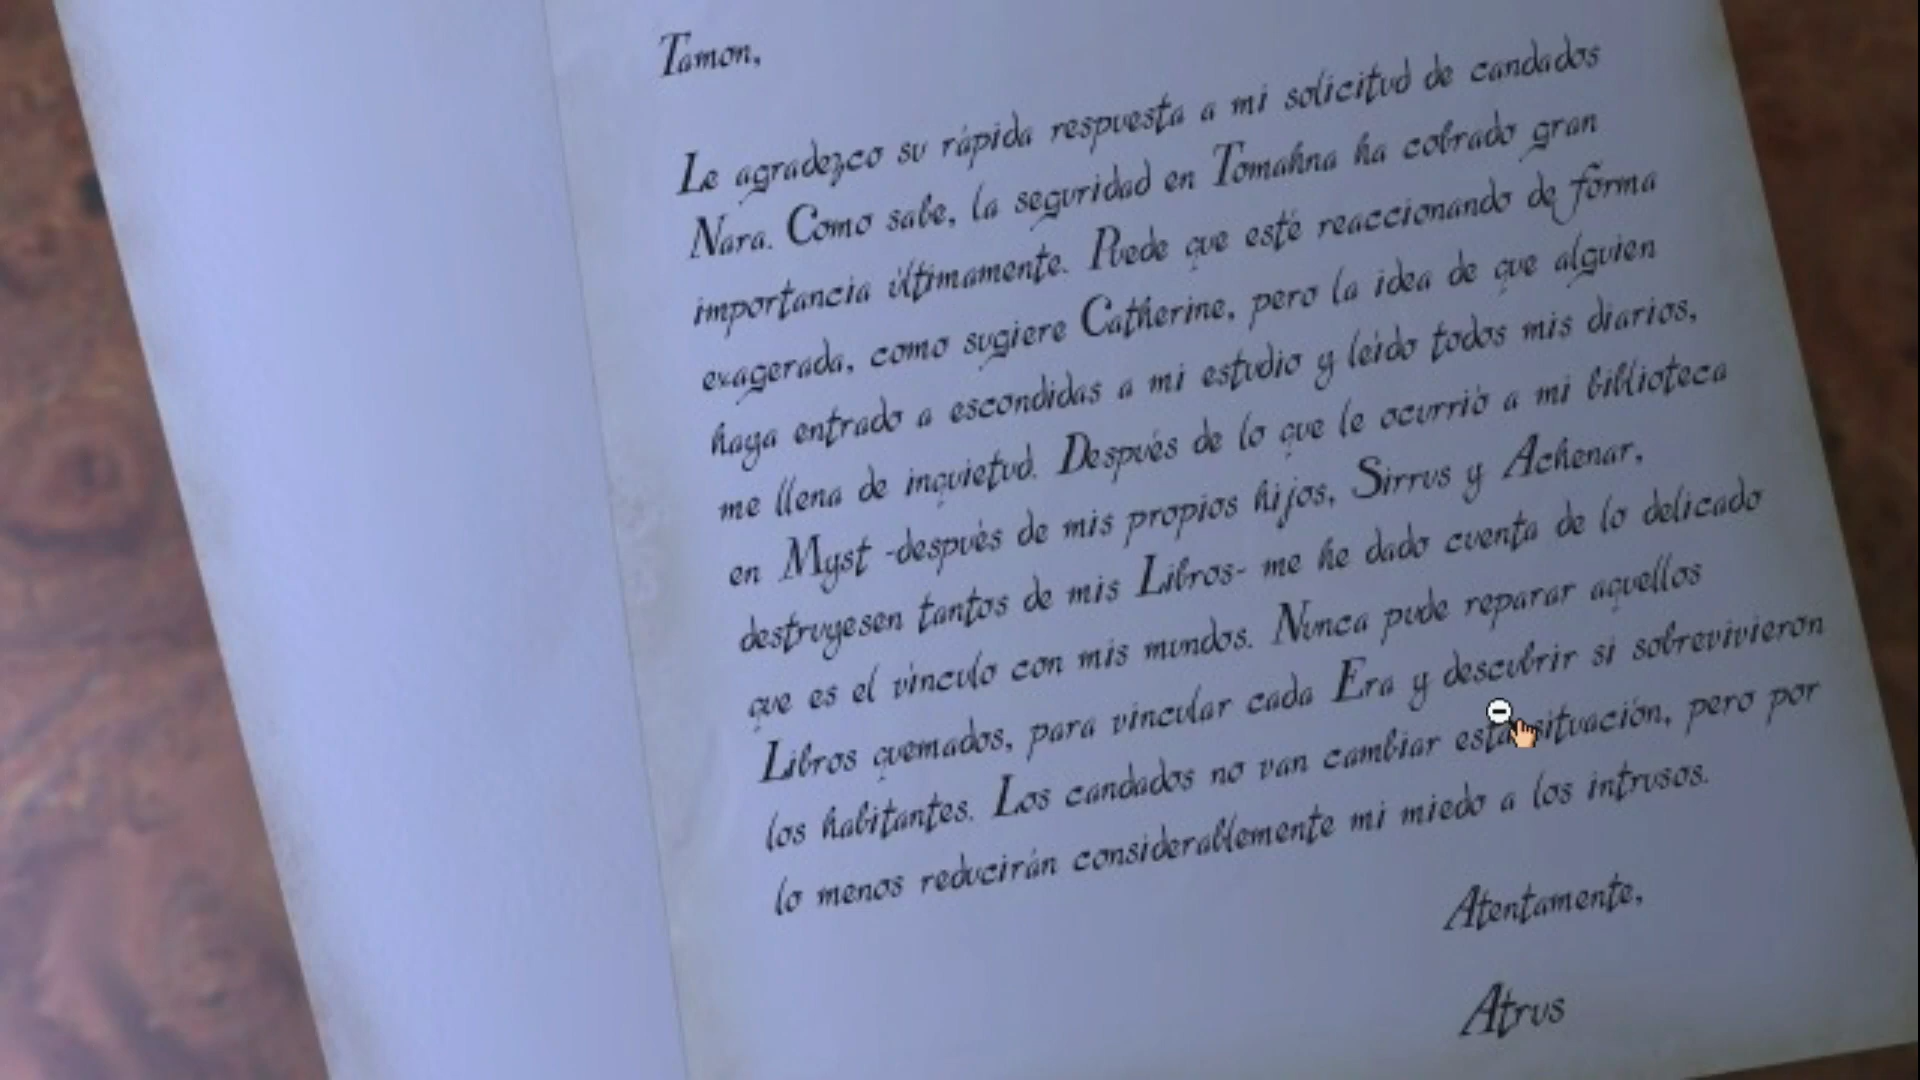 Tamon,
Le agradezco su rápida respuesta a mi solicitud de candados
Nara. Como sabe, la seguridad en Tomahna ha cobrado gran
importancia últimamente. Puede que esté reaccionando de forma
exagerada, como sugiere Catherine, pero la idea de que alguien
haya entrado a escondidas a mi estudio y leído todos mis diarios,
me llena de inquietud. Después de lo que le ocurrió a mi biblioteca
en Myst -después de mis propios hijos, Sirrus y Achenar,
destruyesen tantos de mis Libros- me he dado cuenta de lo delicado
que es el vínculo con mis mundos. Nunca pude reparar aquellos
Libros quemados, para vincular cada Era y descubrir si sobrevivieron
los habitantes. Los candados no van cambiar esta situación, pero por
lo menos reducirán considerablemente mi miedo a los intrusos.
Atentamente,
Atrus